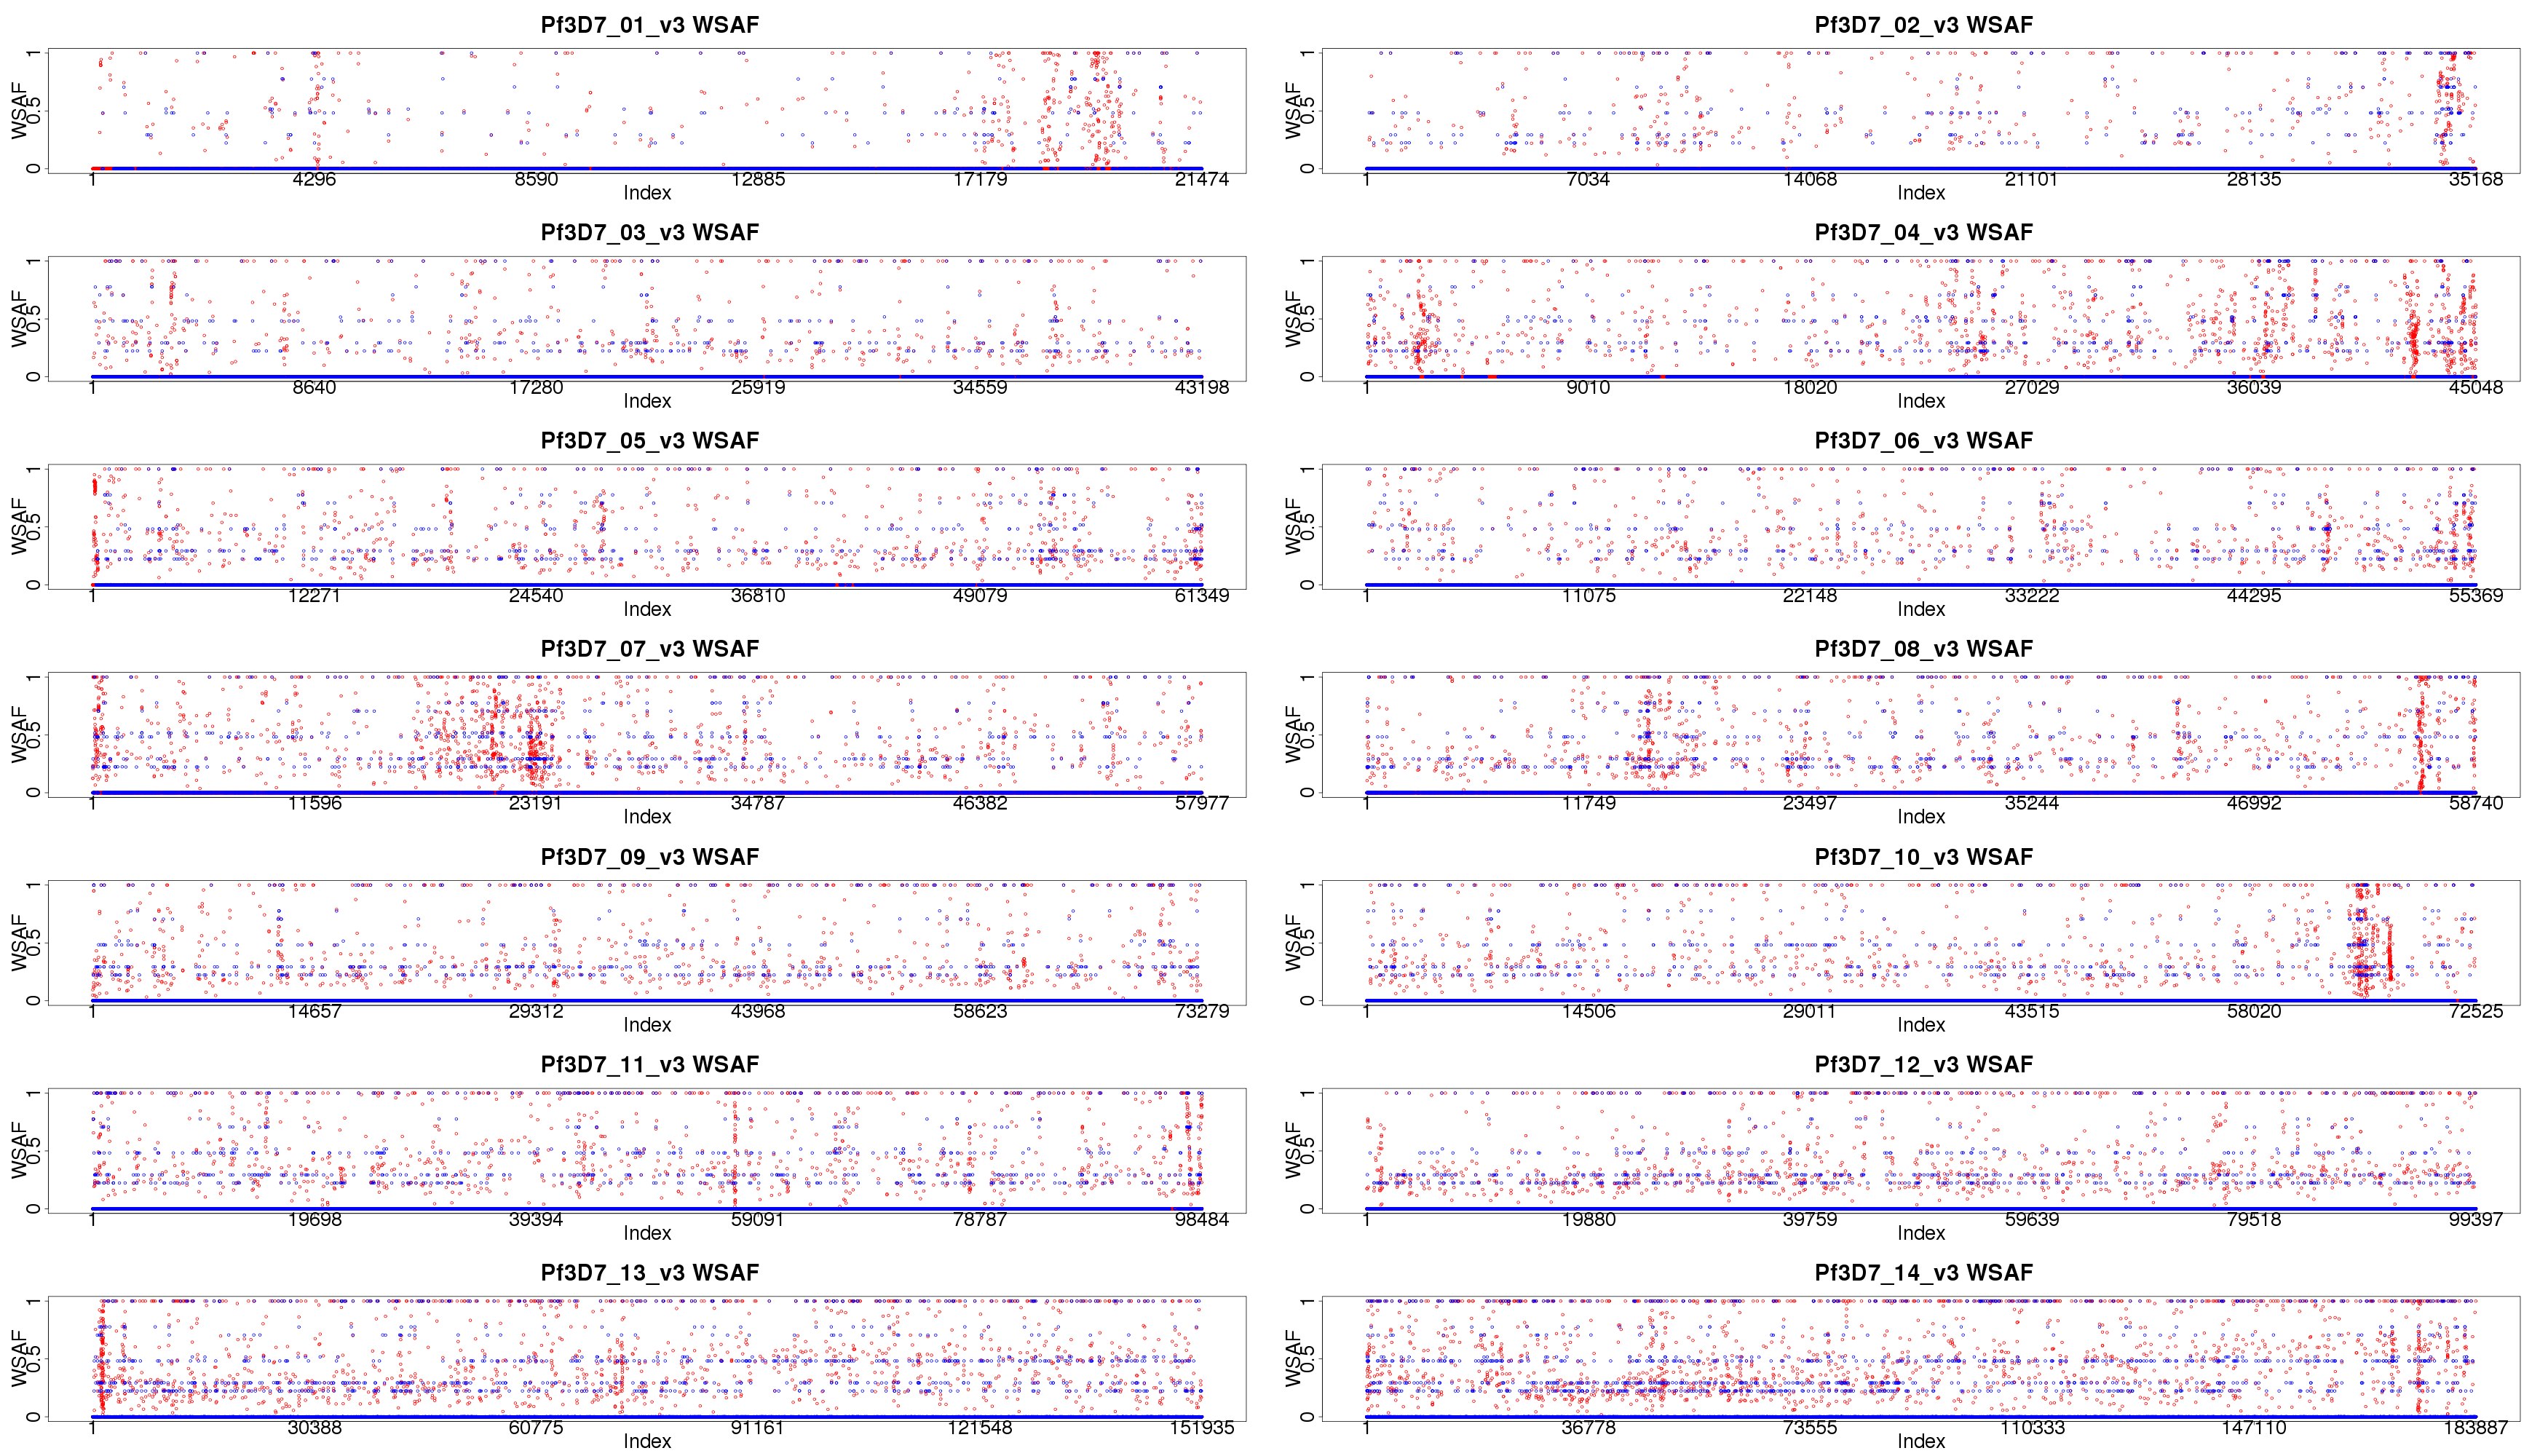 Pf3D7_01_v3 WSAF
WSAF
0 0.5 1
1 4296 8590 12885 17179 21474
Index
Pf3D7_02_v3 WSAF
WSAF
0 0.5 1
1 7034 14068 21101 28135 35168
Index
Pf3D7_03_v3 WSAF
WSAF
0 0.5 1
1 8640 17280 25919 34559 43198
Index
Pf3D7_04_v3 WSAF
WSAF
0 0.5 1
1 9010 18020 27029 36039 45048
Index
Pf3D7_05_v3 WSAF
WSAF
0 0.5 1
1 12271 24540 36810 49079 61349
Index
Pf3D7_06_v3 WSAF
WSAF
0 0.5 1
1 11075 22148 33222 44295 55369
Index
Pf3D7_07_v3 WSAF
WSAF
0 0.5 1
1 11596 23191 34787 46382 57977
Index
Pf3D7_08_v3 WSAF
WSAF
0 0.5 1
1 11749 23497 35244 46992 58740
Index
Pf3D7_09_v3 WSAF
WSAF
0 0.5 1
1 14657 29312 43968 58623 73279
Index
Pf3D7_10_v3 WSAF
WSAF
0 0.5 1
1 14506 29011 43515 58020 72525
Index
Pf3D7_11_v3 WSAF
WSAF
0 0.5 1
1 19698 39394 59091 78787 98484
Index
Pf3D7_12_v3 WSAF
WSAF
0 0.5 1
1 19880 39759 59639 79518 99397
Index
Pf3D7_13_v3 WSAF
WSAF
0 0.5 1
1 30388 60775 91161 121548 151935
Index
Pf3D7_14_v3 WSAF
WSAF
0 0.5 1
1 36778 73555 110333 147110 183887
Index